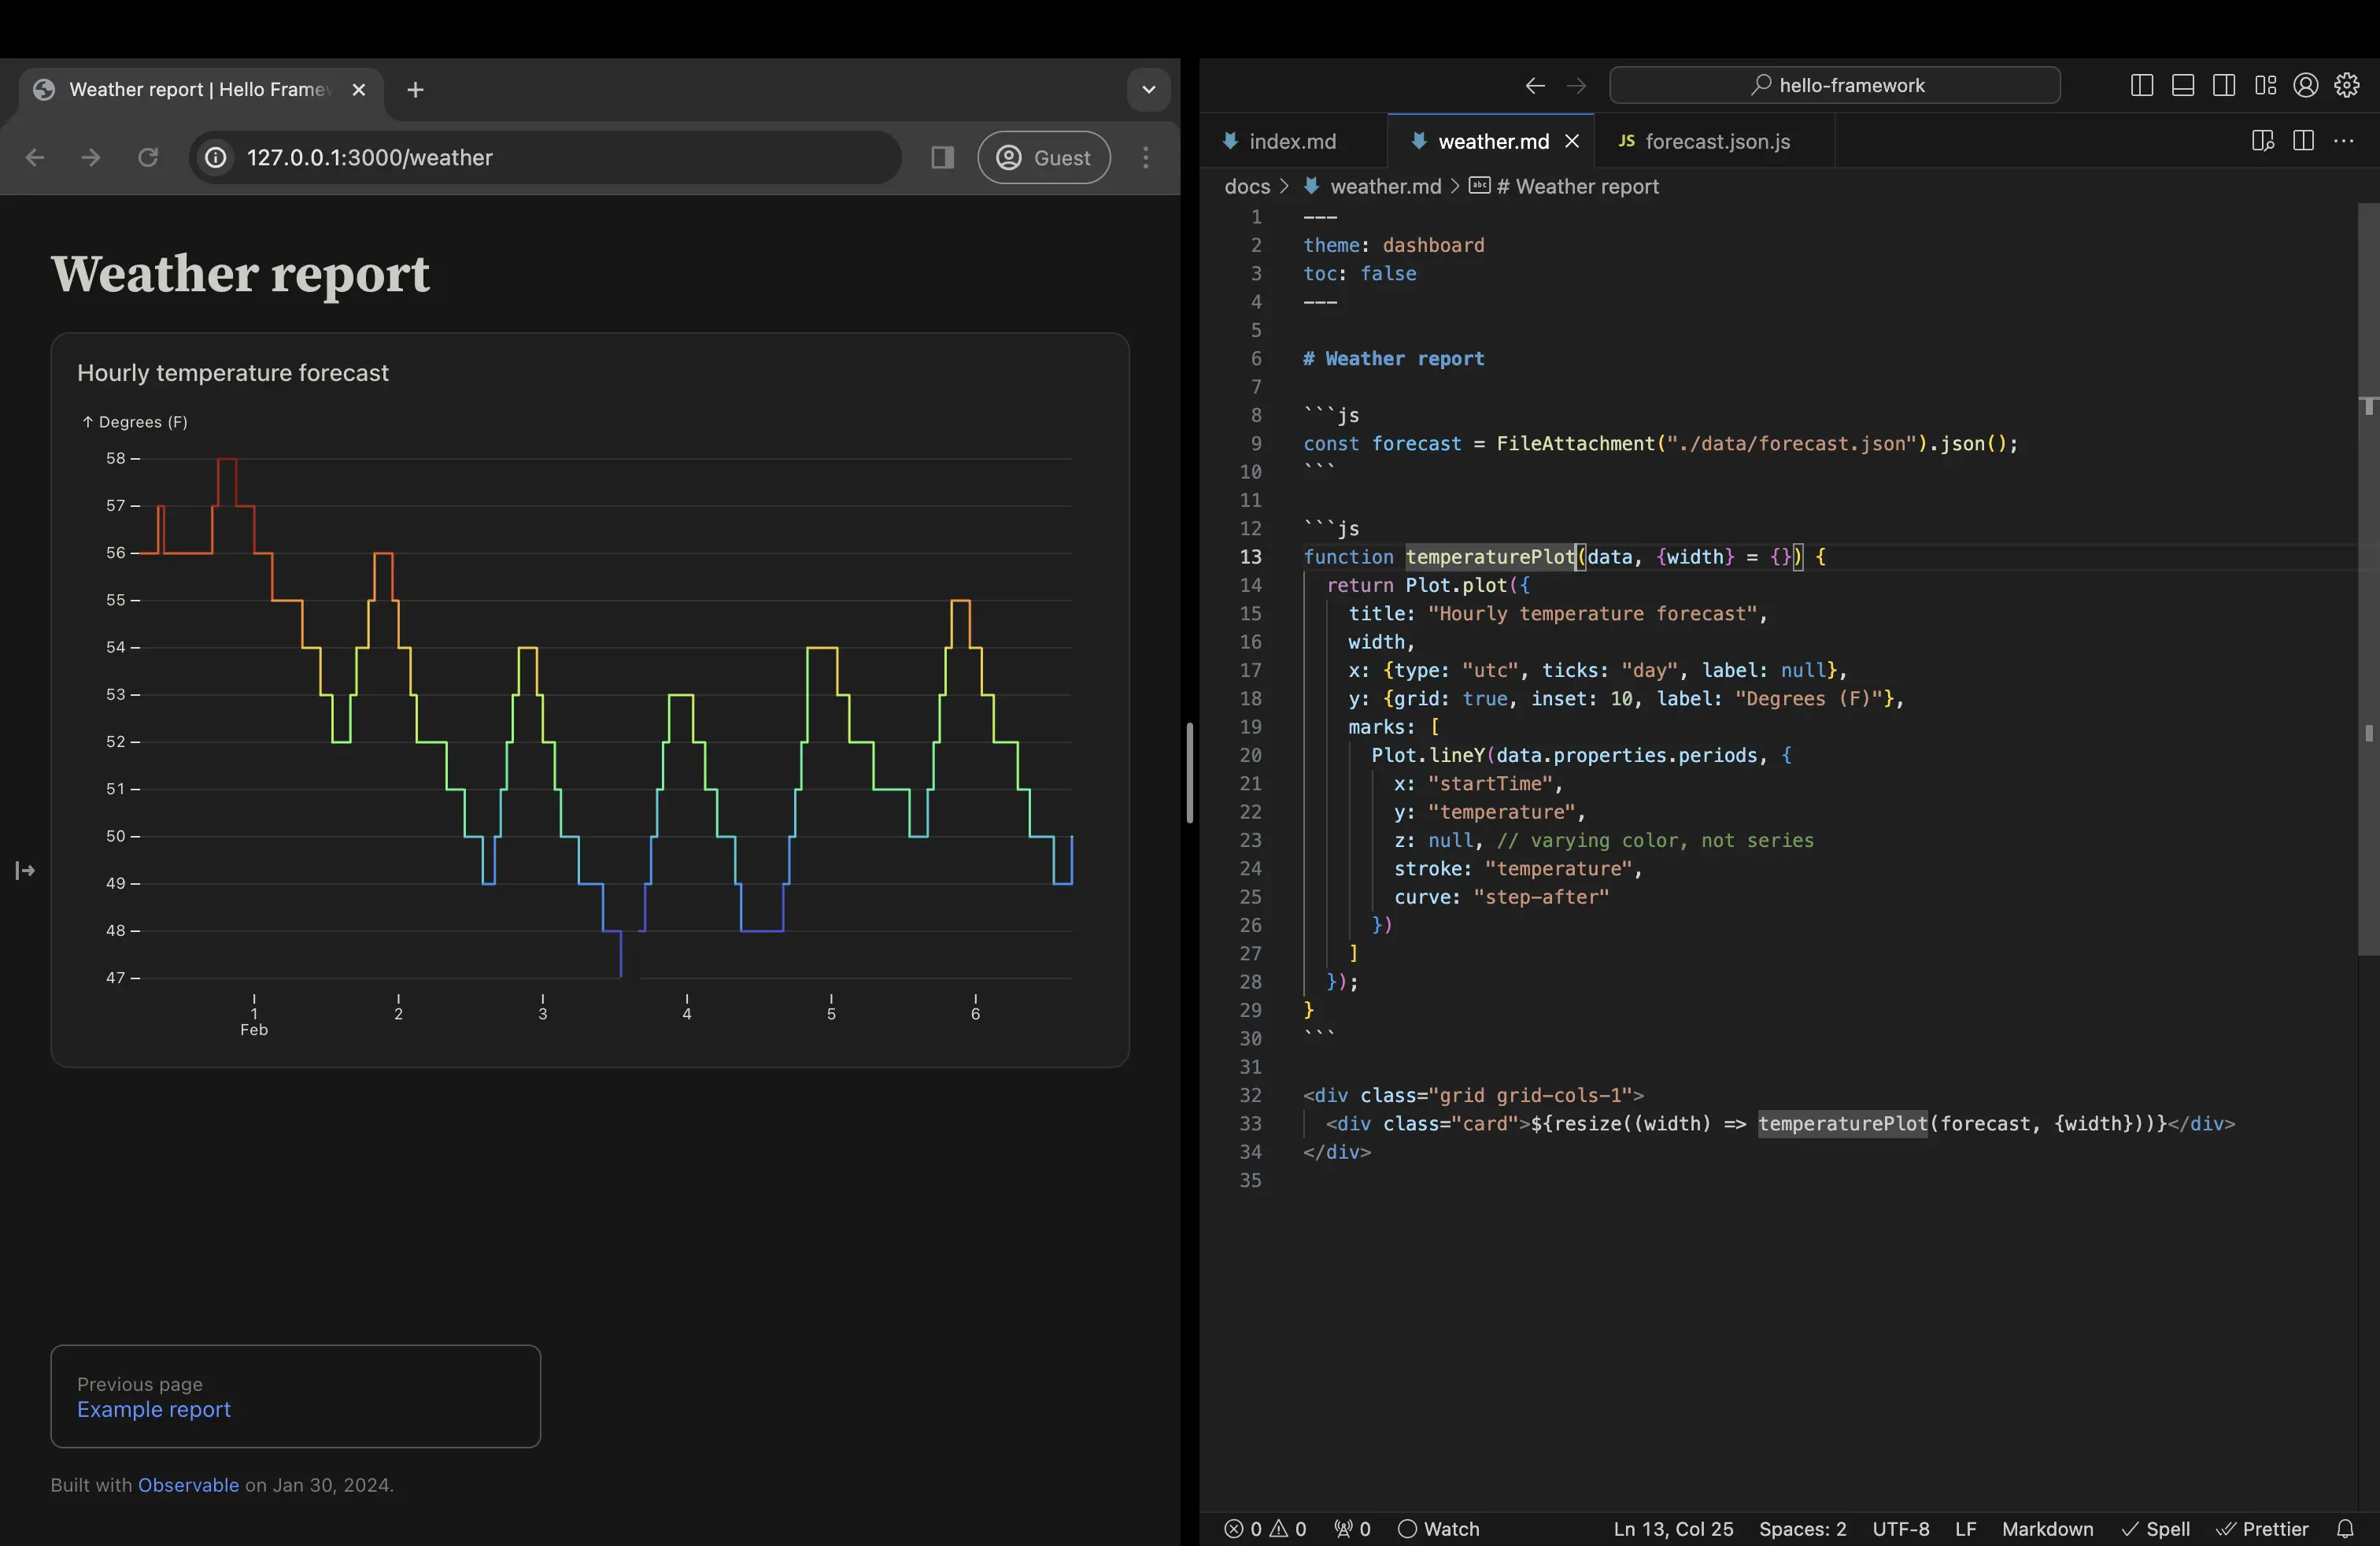 Weather report | Hello Frame
127.0.0.1:3000/weather
Guest
Weather report
Hourly temperature forecast
↑ Degrees (F)
58
57
56
55
54
53
52
51
50
49
48
47
1 2 3 4 5 6
Feb
Previous page
Example report
Built with Observable on Jan 30, 2024.
hello-framework
index.md weather.md JS forecast.json.js
docs > weather.md > abc # Weather report
1 ---
2 theme: dashboard
3 toc: false
4 ---
5
6 # Weather report
7
8 ```js
9 const forecast = FileAttachment("./data/forecast.json").json();
10 ```
11
12 ```js
13 function temperaturePlot(data, {width} = {}) {
14   return Plot.plot({
15     title: "Hourly temperature forecast",
16     width,
17     x: {type: "utc", ticks: "day", label: null},
18     y: {grid: true, inset: 10, label: "Degrees (F)"},
19     marks: [
20       Plot.lineY(data.properties.periods, {
21         x: "startTime",
22         y: "temperature",
23         z: null, // varying color, not series
24         stroke: "temperature",
25         curve: "step-after"
26       })
27     ]
28   });
29 }
30 ```
31
32 <div class="grid grid-cols-1">
33   <div class="card">${resize((width) => temperaturePlot(forecast, {width}))}</div>
34 </div>
35
0 0 0 Watch Ln 13, Col 25 Spaces: 2 UTF-8 LF Markdown Spell Prettier